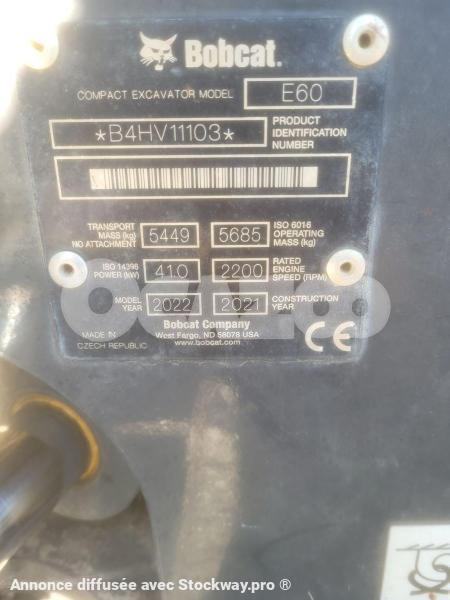 Bobcat.
COMPACT EXCAVATOR MODEL E60
*B4HV11103* PRODUCT IDENTIFICATION NUMBER
TRANSPORT MASS (kg) NO ATTACHMENT 5449 5685 ISO 6016 OPERATING MASS (kg)
ISO 14396 POWER (kW) 41.0 2200 RATED ENGINE SPEED (RPM)
MODEL YEAR 2022 2021 CONSTRUCTION YEAR
Bobcat Company
MADE IN CZECH REPUBLIC West Fargo, ND 58078 USA
www.bobcat.com
CE
Annonce diffusée avec Stockway.pro ®